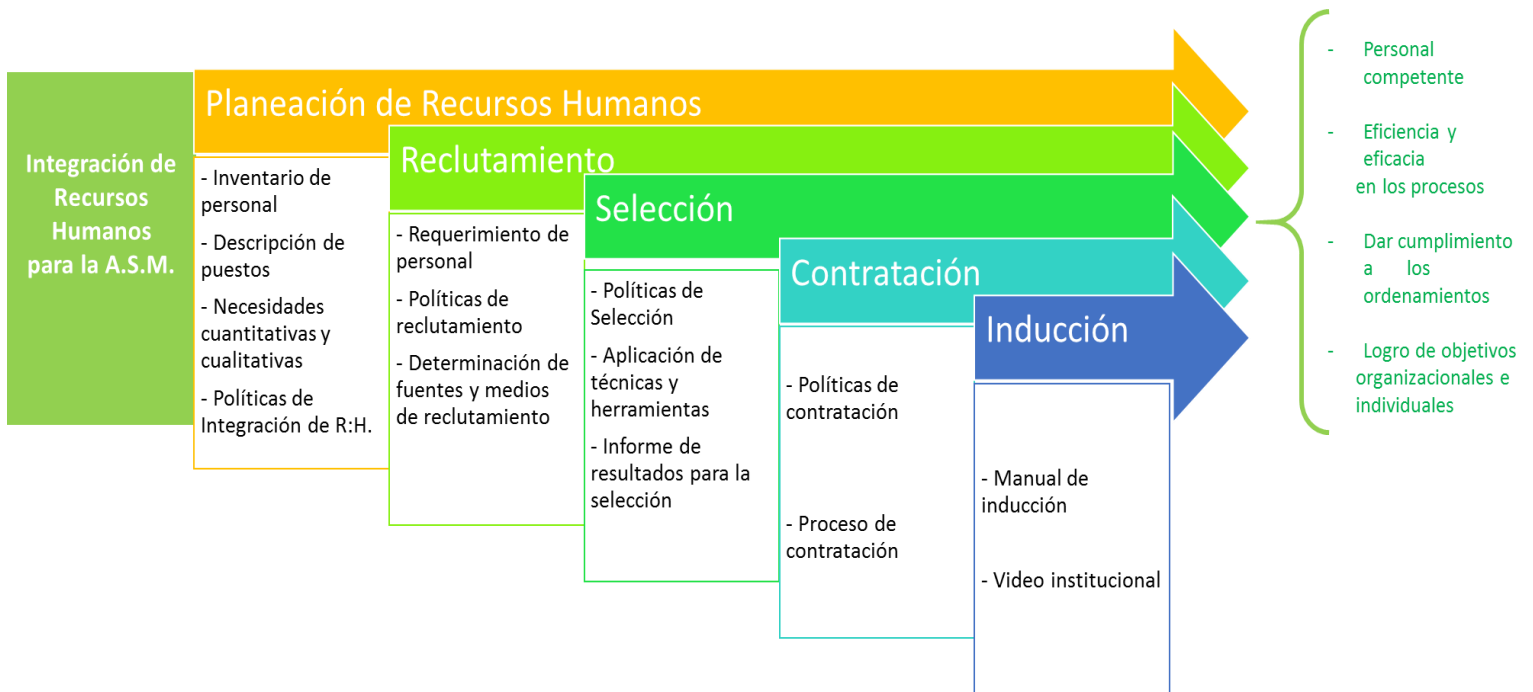 Integración de
Recursos
Humanos
para la A.S.M.
Planeación de Recursos Humanos
- Inventario de
personal
- Descripción de
puestos
- Necesidades
cuantitativas y
cualitativas
- Políticas de
Integración de R:H.
Reclutamiento
- Requerimiento de
personal
- Políticas de
reclutamiento
- Determinación de
fuentes y medios
de reclutamiento
Selección
- Políticas de
Selección
- Aplicación de
técnicas y
herramientas
- Informe de
resultados para la
selección
Contratación
- Políticas de
contratación
- Proceso de
contratación
Inducción
- Manual de
inducción
- Video institucional
- Personal
competente
- Eficiencia y
eficacia
en los procesos
- Dar cumplimiento
a los
ordenamientos
- Logro de objetivos
organizacionales e
individuales